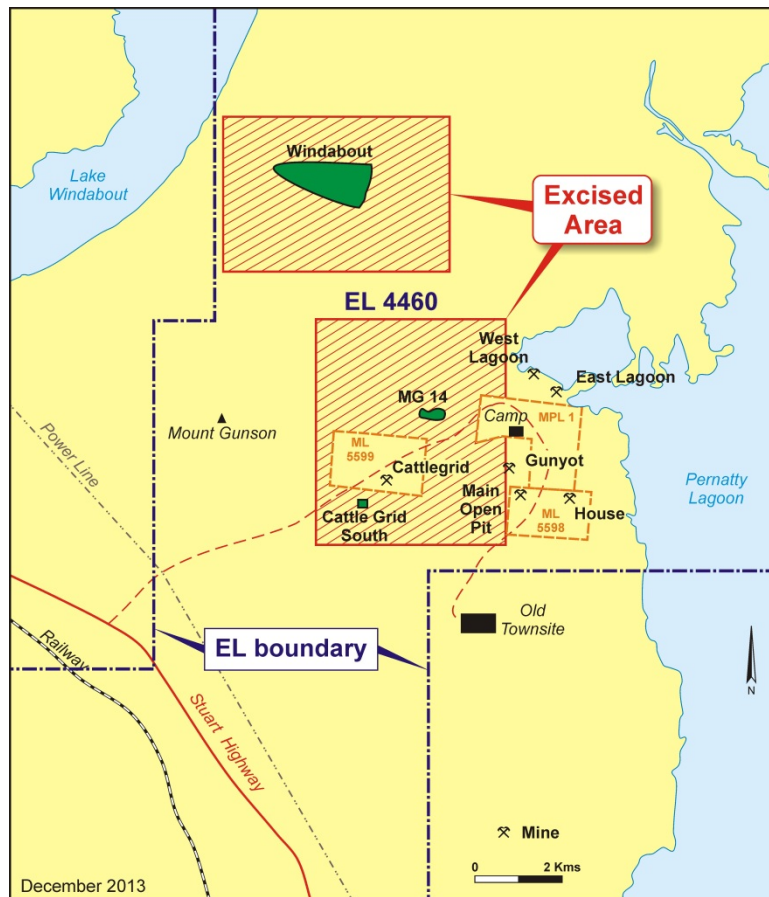 Windabout
Lake
Windabout
Excised
Area
EL 4460
West
Lagoon
East Lagoon
MG 14
Camp
MPL 1
Mount Gunson
Power Line
ML
5599
Cattlegrid
Gunyot
Pernatty
Lagoon
Main
Open
Pit
ML
5598
House
Cattle Grid
South
Old
Townsite
EL boundary
Railway
Stuart Highway
N
Mine
0 2 Kms
December 2013